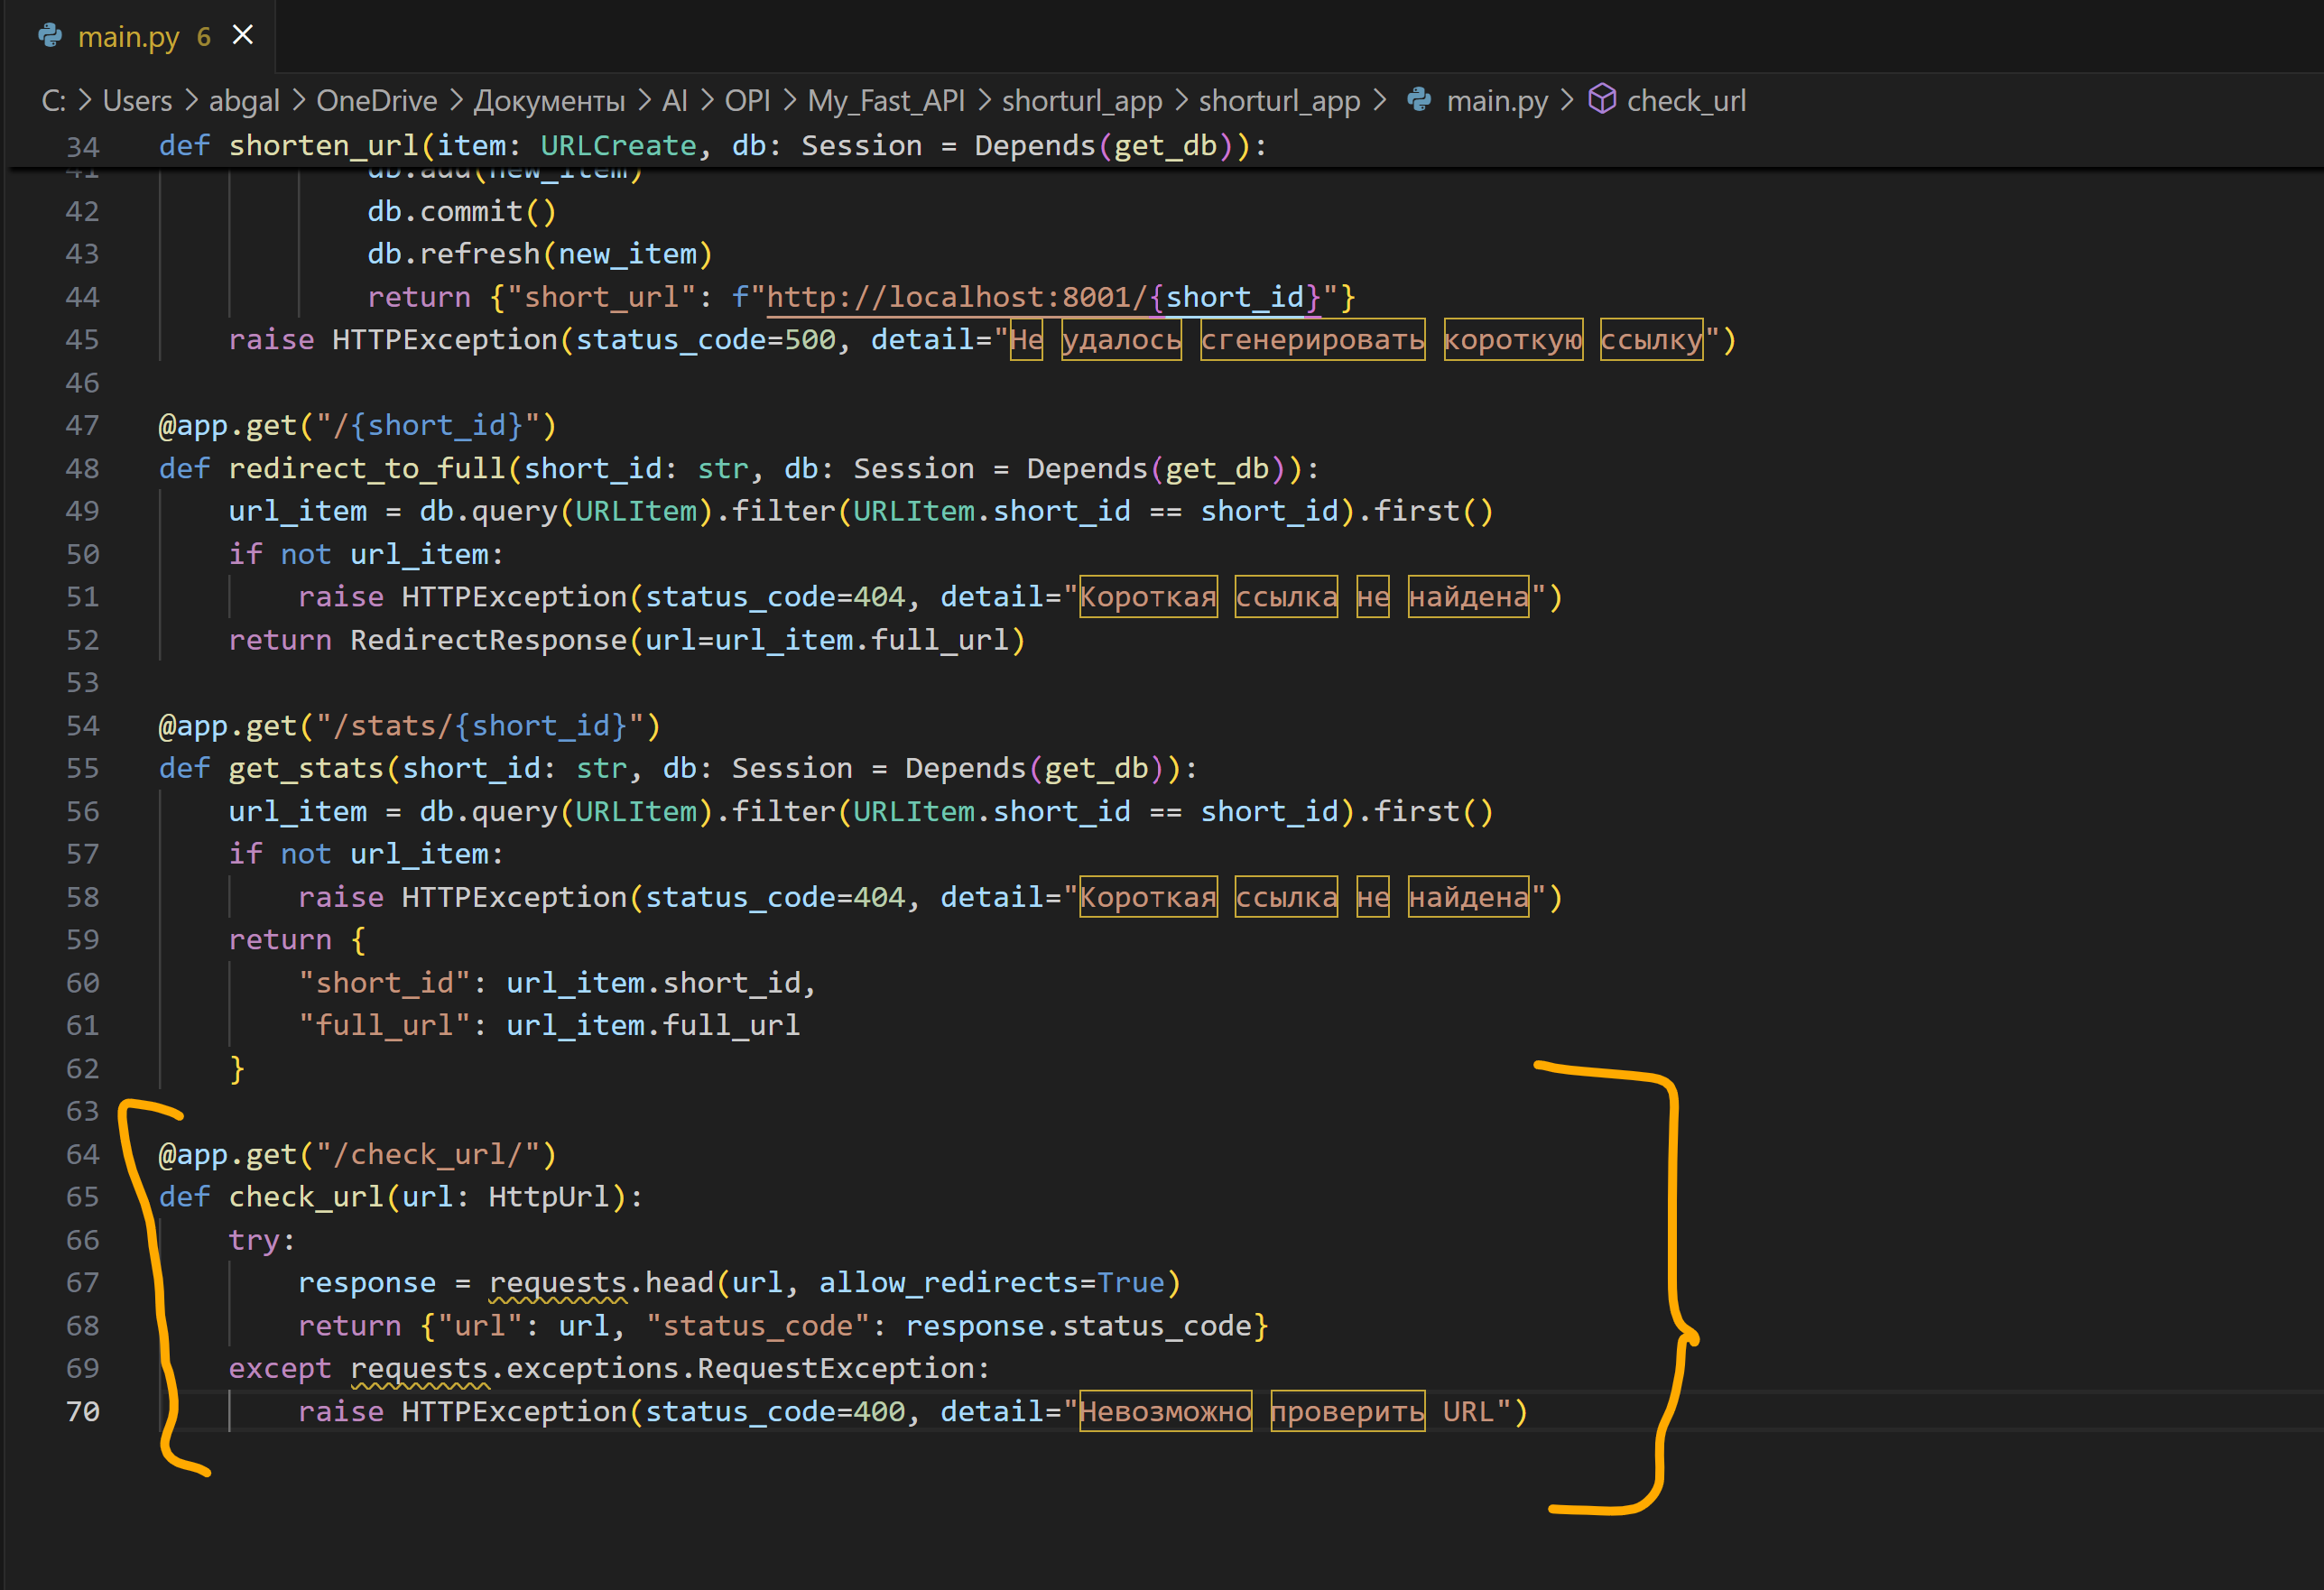 main.py 6
C: > Users > abgal > OneDrive > Документы > AI > OPI > My_Fast_API > shorturl_app > shorturl_app > main.py > check_url
34 def shorten_url(item: URLCreate, db: Session = Depends(get_db)):
41             db.add(new_item)
42             db.commit()
43             db.refresh(new_item)
44             return {"short_url": f"http://localhost:8001/{short_id}"}
45     raise HTTPException(status_code=500, detail="Не удалось сгенерировать короткую ссылку")
46
47 @app.get("/{short_id}")
48 def redirect_to_full(short_id: str, db: Session = Depends(get_db)):
49     url_item = db.query(URLItem).filter(URLItem.short_id == short_id).first()
50     if not url_item:
51         raise HTTPException(status_code=404, detail="Короткая ссылка не найдена")
52     return RedirectResponse(url=url_item.full_url)
53
54 @app.get("/stats/{short_id}")
55 def get_stats(short_id: str, db: Session = Depends(get_db)):
56     url_item = db.query(URLItem).filter(URLItem.short_id == short_id).first()
57     if not url_item:
58         raise HTTPException(status_code=404, detail="Короткая ссылка не найдена")
59     return {
60         "short_id": url_item.short_id,
61         "full_url": url_item.full_url
62     }
63
64 @app.get("/check_url/")
65 def check_url(url: HttpUrl):
66     try:
67         response = requests.head(url, allow_redirects=True)
68         return {"url": url, "status_code": response.status_code}
69     except requests.exceptions.RequestException:
70         raise HTTPException(status_code=400, detail="Невозможно проверить URL")